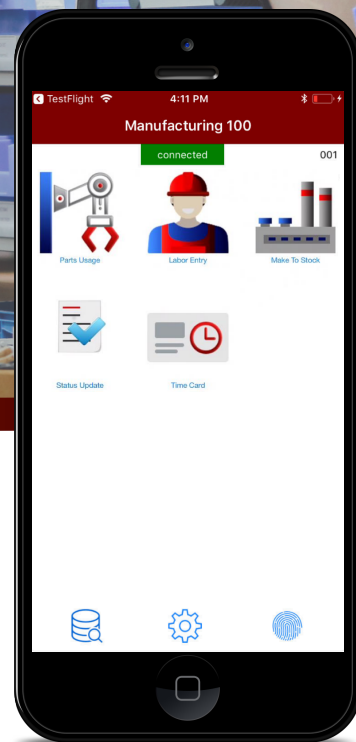 TestFlight 4:11 PM
Manufacturing 100
connected 001
Parts Usage Labor Entry Make To Stock
Status Update Time Card